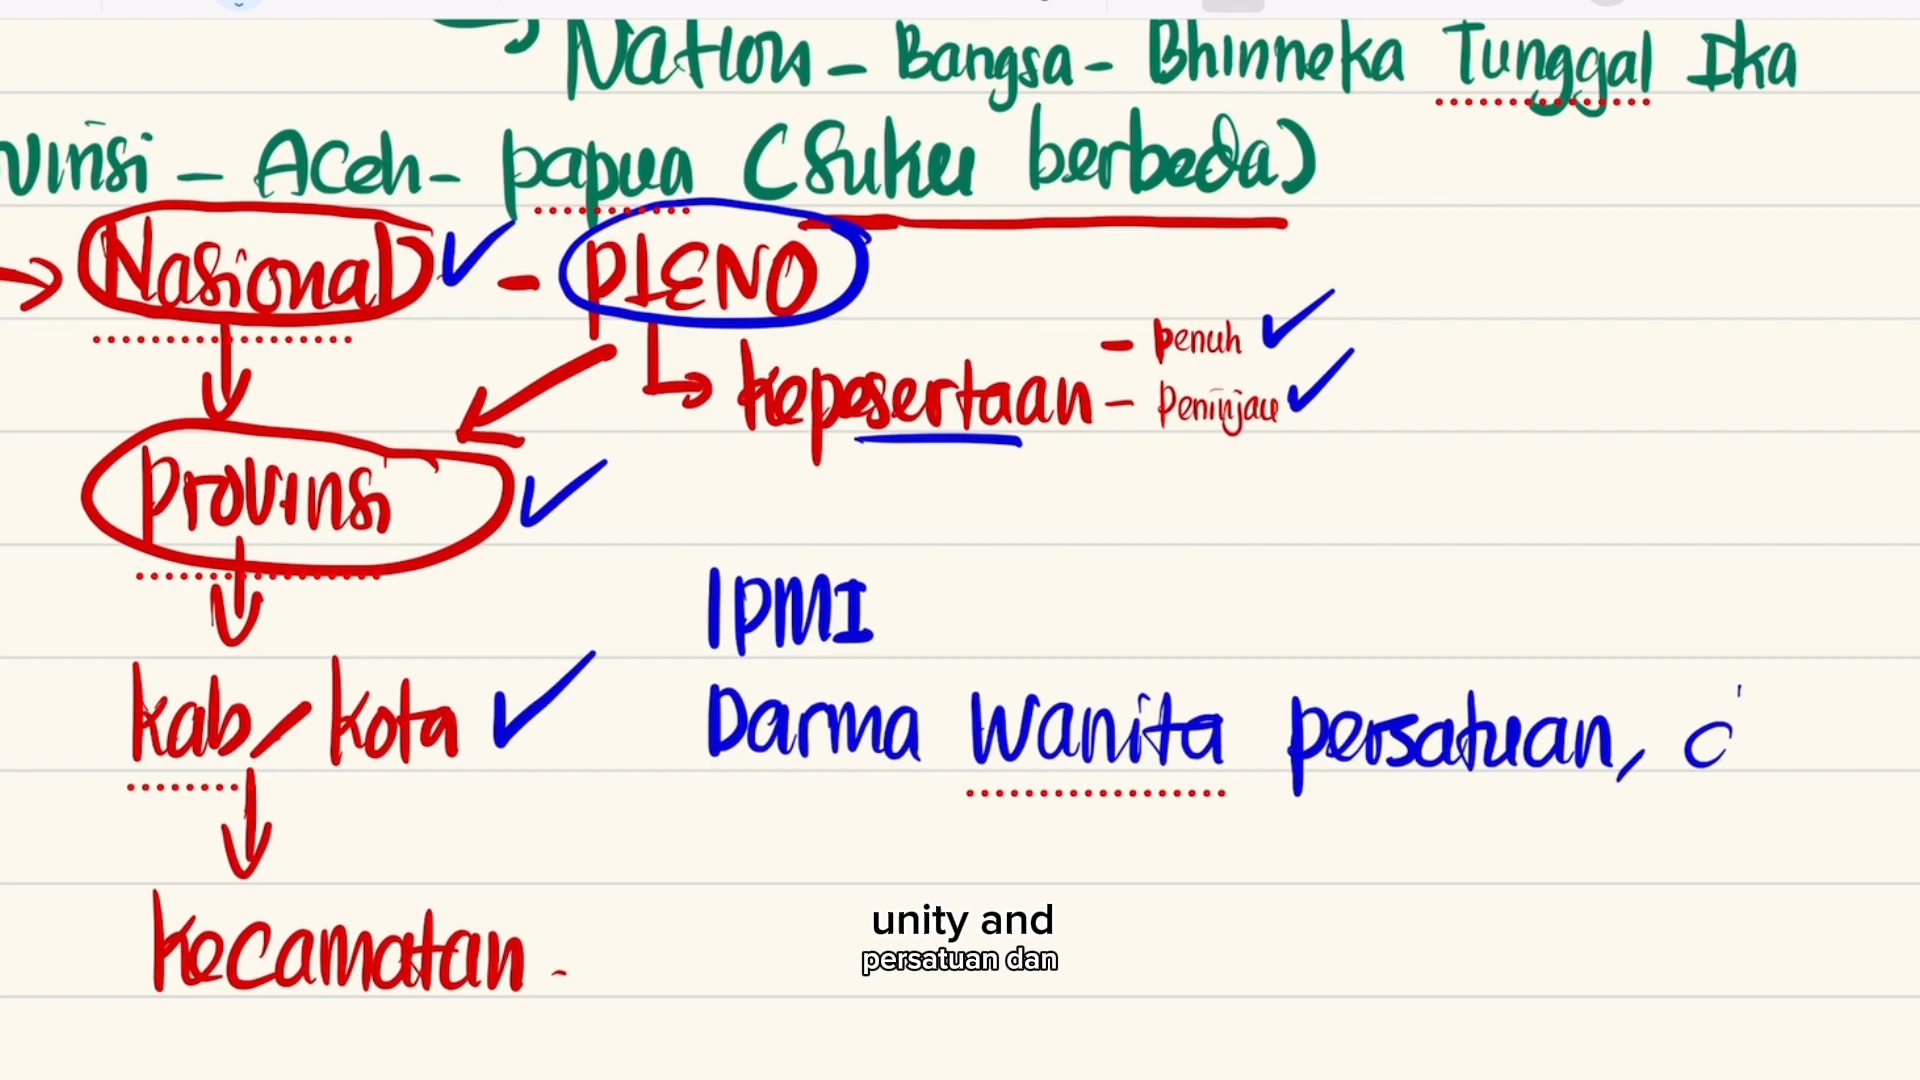 Nation - Bangsa - Bhinneka Tunggal Ika
vinsi - Aceh - papua (Suku berbeda)
Nasional - PLENO
kepesertaan - penuh
- Peninjau
Provinsi
IPMI
kab/kota
Darma Wanita persatuan,
kecamatan -
unity and
persatuan dan